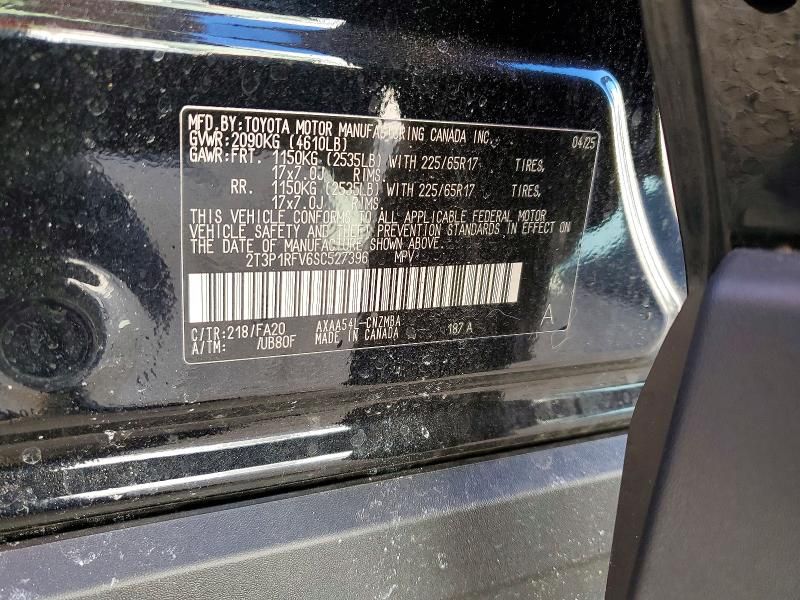 MFD.BY:TOYOTA MOTOR MANUFACTURING CANADA INC. 04/25
GVWR:2090KG (4610LB)
GAWR:FRT. 1150KG (2535LB) WITH 225/65R17 TIRES,
17x7.0J RIMS,
RR. 1150KG (2535LB) WITH 225/65R17 TIRES,
17x7.0J RIMS,
THIS VEHICLE CONFORMS TO ALL APPLICABLE FEDERAL MOTOR
VEHICLE SAFETY AND THEFT PREVENTION STANDARDS IN EFFECT ON
THE DATE OF MANUFACTURE SHOWN ABOVE.
2T3P1RFV6SC527396 MPV
C/TR:218/FA20 AXAA54L-CNZMBA 187 A A
A/TM: /UB80F MADE IN CANADA